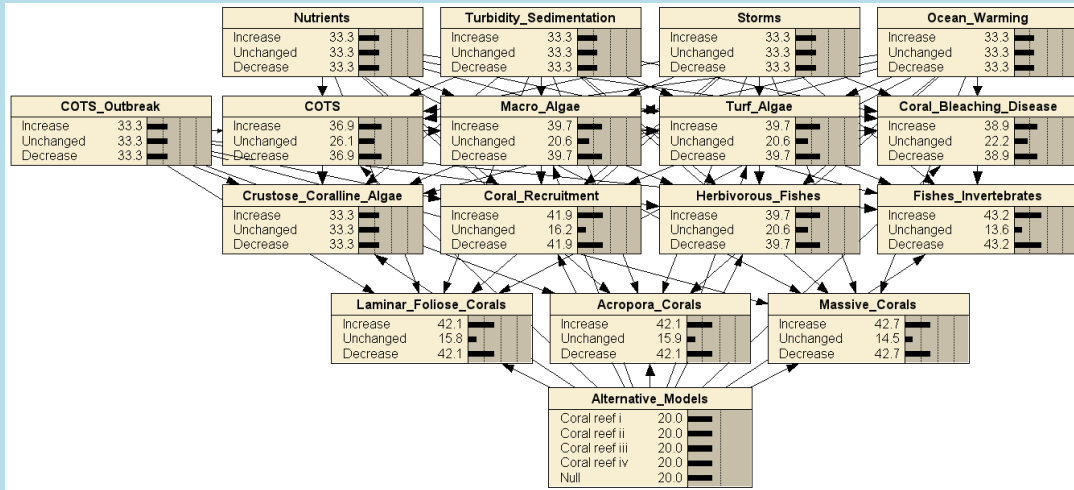 Nutrients
Increase 33.3
Unchanged 33.3
Decrease 33.3
Turbidity_Sedimentation
Increase 33.3
Unchanged 33.3
Decrease 33.3
Storms
Increase 33.3
Unchanged 33.3
Decrease 33.3
Ocean_Warming
Increase 33.3
Unchanged 33.3
Decrease 33.3
COTS_Outbreak
Increase 33.3
Unchanged 33.3
Decrease 33.3
COTS
Increase 36.9
Unchanged 26.1
Decrease 36.9
Macro_Algae
Increase 39.7
Unchanged 20.6
Decrease 39.7
Turf_Algae
Increase 39.7
Unchanged 20.6
Decrease 39.7
Coral_Bleaching_Disease
Increase 38.9
Unchanged 22.2
Decrease 38.9
Crustose_Coralline_Algae
Increase 33.3
Unchanged 33.3
Decrease 33.3
Coral_Recruitment
Increase 41.9
Unchanged 16.2
Decrease 41.9
Herbivorous_Fishes
Increase 39.7
Unchanged 20.6
Decrease 39.7
Fishes_Invertebrates
Increase 43.2
Unchanged 13.6
Decrease 43.2
Laminar_Foliose_Corals
Increase 42.1
Unchanged 15.8
Decrease 42.1
Acropora_Corals
Increase 42.1
Unchanged 15.9
Decrease 42.1
Massive_Corals
Increase 42.7
Unchanged 14.5
Decrease 42.7
Alternative_Models
Coral reef i 20.0
Coral reef ii 20.0
Coral reef iii 20.0
Coral reef iv 20.0
Null 20.0